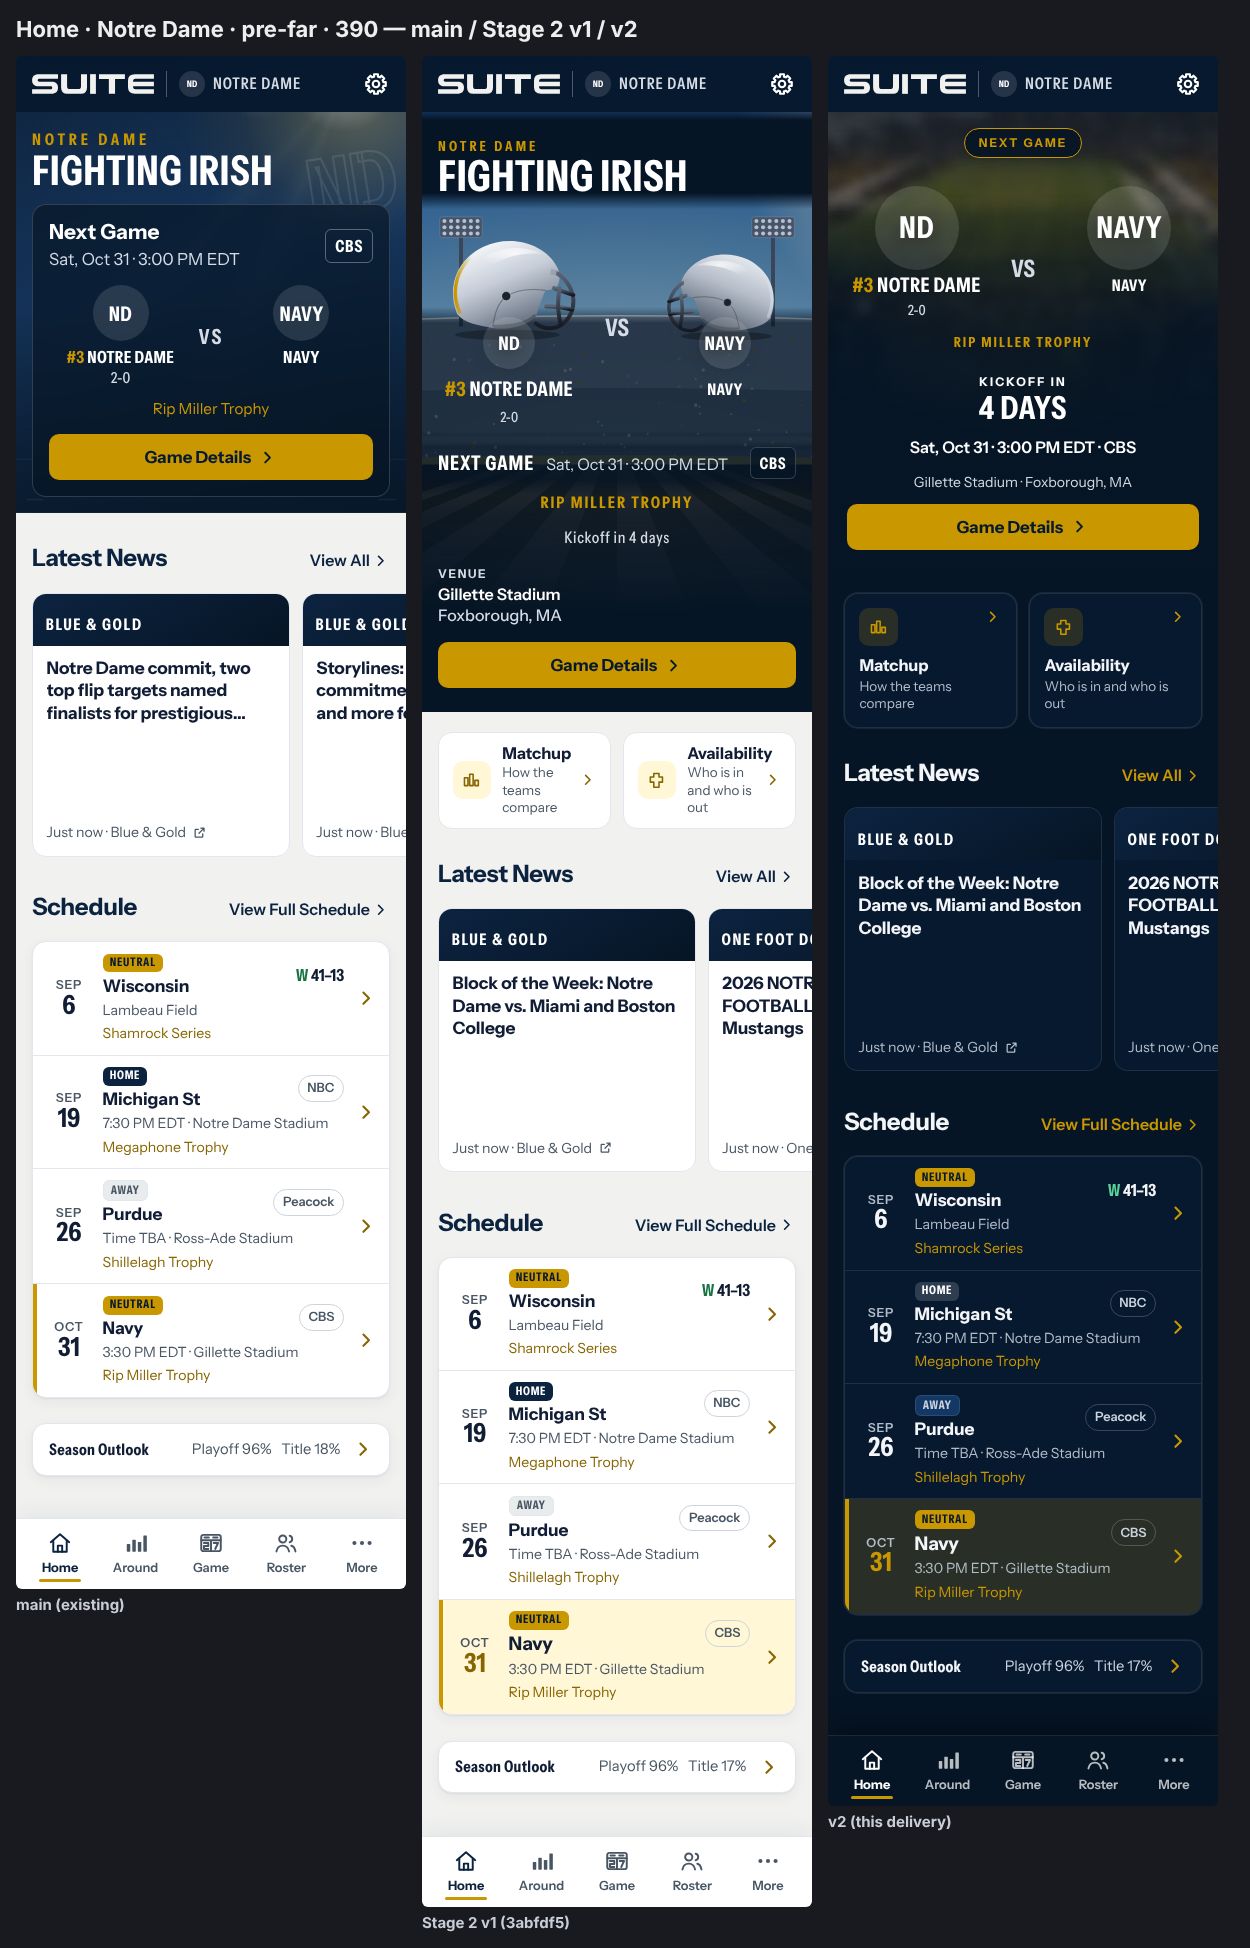 Home · Notre Dame · pre-far · 390 — main / Stage 2 v1 / v2
SUITE ND NOTRE DAME
NOTRE DAME
FIGHTING IRISH
ND
Next Game
Sat, Oct 31 · 3:00 PM EDT
CBS
ND
NAVY
VS
#3 NOTRE DAME
NAVY
2-0
Rip Miller Trophy
Game Details
Latest News
View All
BLUE & GOLD
BLUE & GOLD
Notre Dame commit, two
top flip targets named
finalists for prestigious...
Storylines:
commitme
and more fo
Just now · Blue & Gold
Just now · Blue
Schedule
View Full Schedule
NEUTRAL
SEP
6
Wisconsin
W 41–13
Lambeau Field
Shamrock Series
HOME
SEP
19
Michigan St
NBC
7:30 PM EDT · Notre Dame Stadium
Megaphone Trophy
AWAY
SEP
26
Purdue
Peacock
Time TBA · Ross-Ade Stadium
Shillelagh Trophy
NEUTRAL
OCT
31
Navy
CBS
3:30 PM EDT · Gillette Stadium
Rip Miller Trophy
Season Outlook
Playoff 96% Title 18%
Home
Around
Game
Roster
More
main (existing)
SUITE ND NOTRE DAME
NOTRE DAME
FIGHTING IRISH
VS
ND
NAVY
#3 NOTRE DAME
NAVY
2-0
NEXT GAME Sat, Oct 31 · 3:00 PM EDT
CBS
RIP MILLER TROPHY
Kickoff in 4 days
VENUE
Gillette Stadium
Foxborough, MA
Game Details
Matchup
How the
teams
compare
Availability
Who is in
and who is
out
Latest News
View All
BLUE & GOLD
ONE FOOT DO
Block of the Week: Notre
Dame vs. Miami and Boston
College
2026 NOTR
FOOTBALL
Mustangs
Just now · Blue & Gold
Just now · One
Schedule
View Full Schedule
NEUTRAL
SEP
6
Wisconsin
W 41–13
Lambeau Field
Shamrock Series
HOME
SEP
19
Michigan St
NBC
7:30 PM EDT · Notre Dame Stadium
Megaphone Trophy
AWAY
SEP
26
Purdue
Peacock
Time TBA · Ross-Ade Stadium
Shillelagh Trophy
NEUTRAL
OCT
31
Navy
CBS
3:30 PM EDT · Gillette Stadium
Rip Miller Trophy
Season Outlook
Playoff 96% Title 17%
Home
Around
Game
Roster
More
Stage 2 v1 (3abfdf5)
SUITE ND NOTRE DAME
NEXT GAME
ND
NAVY
VS
#3 NOTRE DAME
NAVY
2-0
RIP MILLER TROPHY
KICKOFF IN
4 DAYS
Sat, Oct 31 · 3:00 PM EDT · CBS
Gillette Stadium · Foxborough, MA
Game Details
Matchup
How the teams
compare
Availability
Who is in and who is
out
Latest News
View All
BLUE & GOLD
ONE FOOT DO
Block of the Week: Notre
Dame vs. Miami and Boston
College
2026 NOTR
FOOTBALL
Mustangs
Just now · Blue & Gold
Just now · One
Schedule
View Full Schedule
NEUTRAL
SEP
6
Wisconsin
W 41–13
Lambeau Field
Shamrock Series
HOME
SEP
19
Michigan St
NBC
7:30 PM EDT · Notre Dame Stadium
Megaphone Trophy
AWAY
SEP
26
Purdue
Peacock
Time TBA · Ross-Ade Stadium
Shillelagh Trophy
NEUTRAL
OCT
31
Navy
CBS
3:30 PM EDT · Gillette Stadium
Rip Miller Trophy
Season Outlook
Playoff 96% Title 17%
Home
Around
Game
Roster
More
v2 (this delivery)